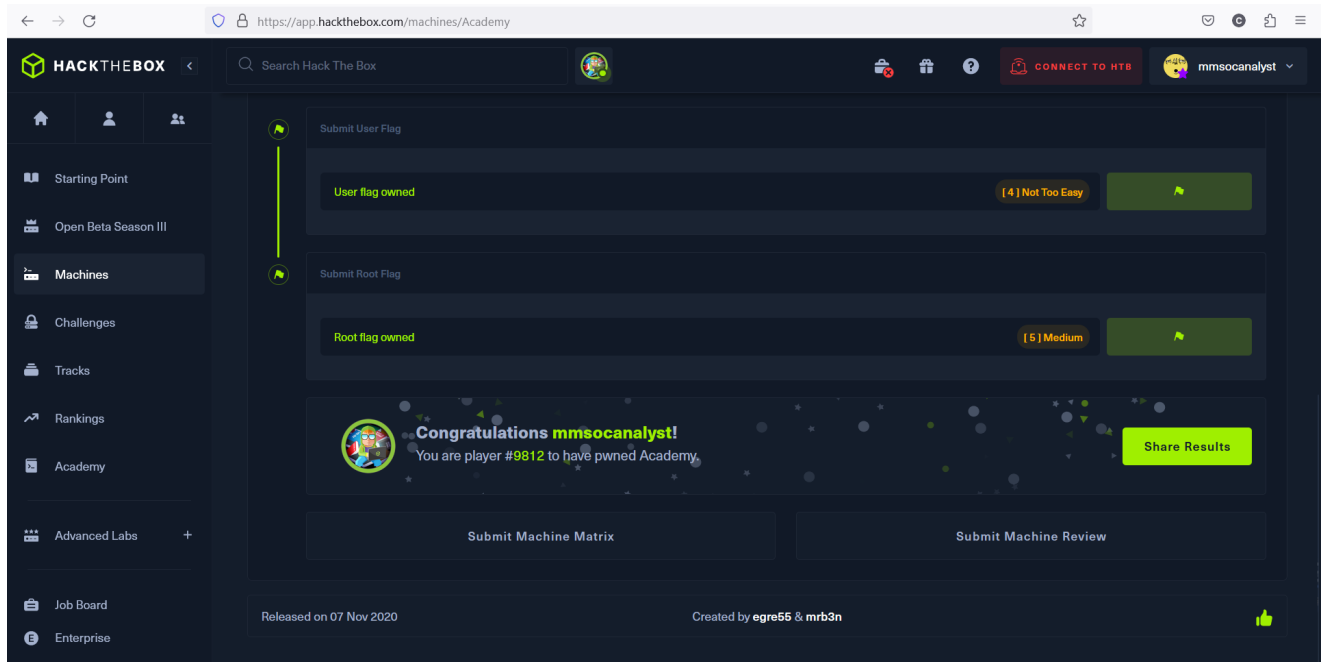 https://app.hackthebox.com/machines/Academy
HACKTHEBOX
Search Hack The Box
CONNECT TO HTB
mmsocanalyst
Starting Point
Open Beta Season III
Machines
Challenges
Tracks
Rankings
Academy
Advanced Labs
Job Board
Enterprise
Submit User Flag
User flag owned
[ 4 ] Not Too Easy
Submit Root Flag
Root flag owned
[ 5 ] Medium
Congratulations mmsocanalyst!
You are player #9812 to have pwned Academy.
Share Results
Submit Machine Matrix
Submit Machine Review
Released on 07 Nov 2020
Created by egre55 & mrb3n